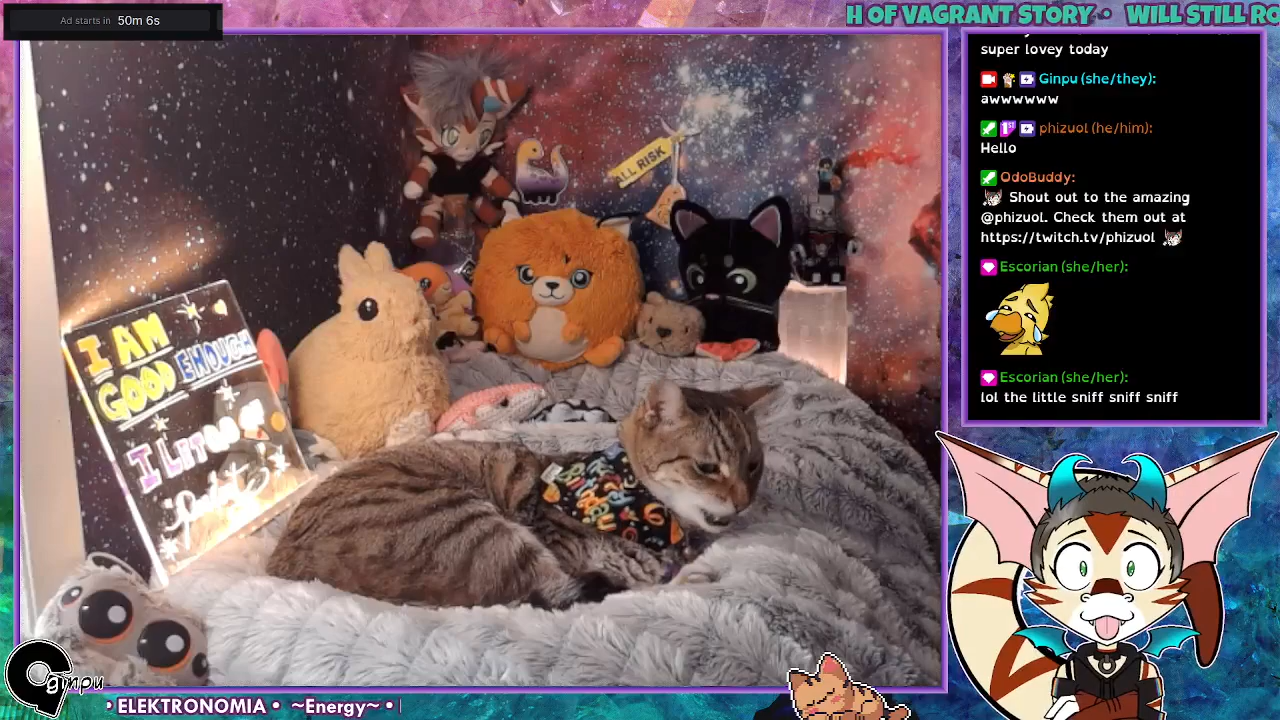 Ad starts in 50m 6s
H OF VAGRANT STORY • WILL STILL RO
super lovey today
Ginpu (she/they):
awwwwww
phizuol (he/him):
Hello
OdoBuddy:
Shout out to the amazing
@phizuol. Check them out at
https://twitch.tv/phizuol
Escorian (she/her):
Escorian (she/her):
lol the little sniff sniff sniff
ALL RISK
I AM
GOOD ENOUGH
ginpu
• ELEKTRONOMIA • ~Energy~ •